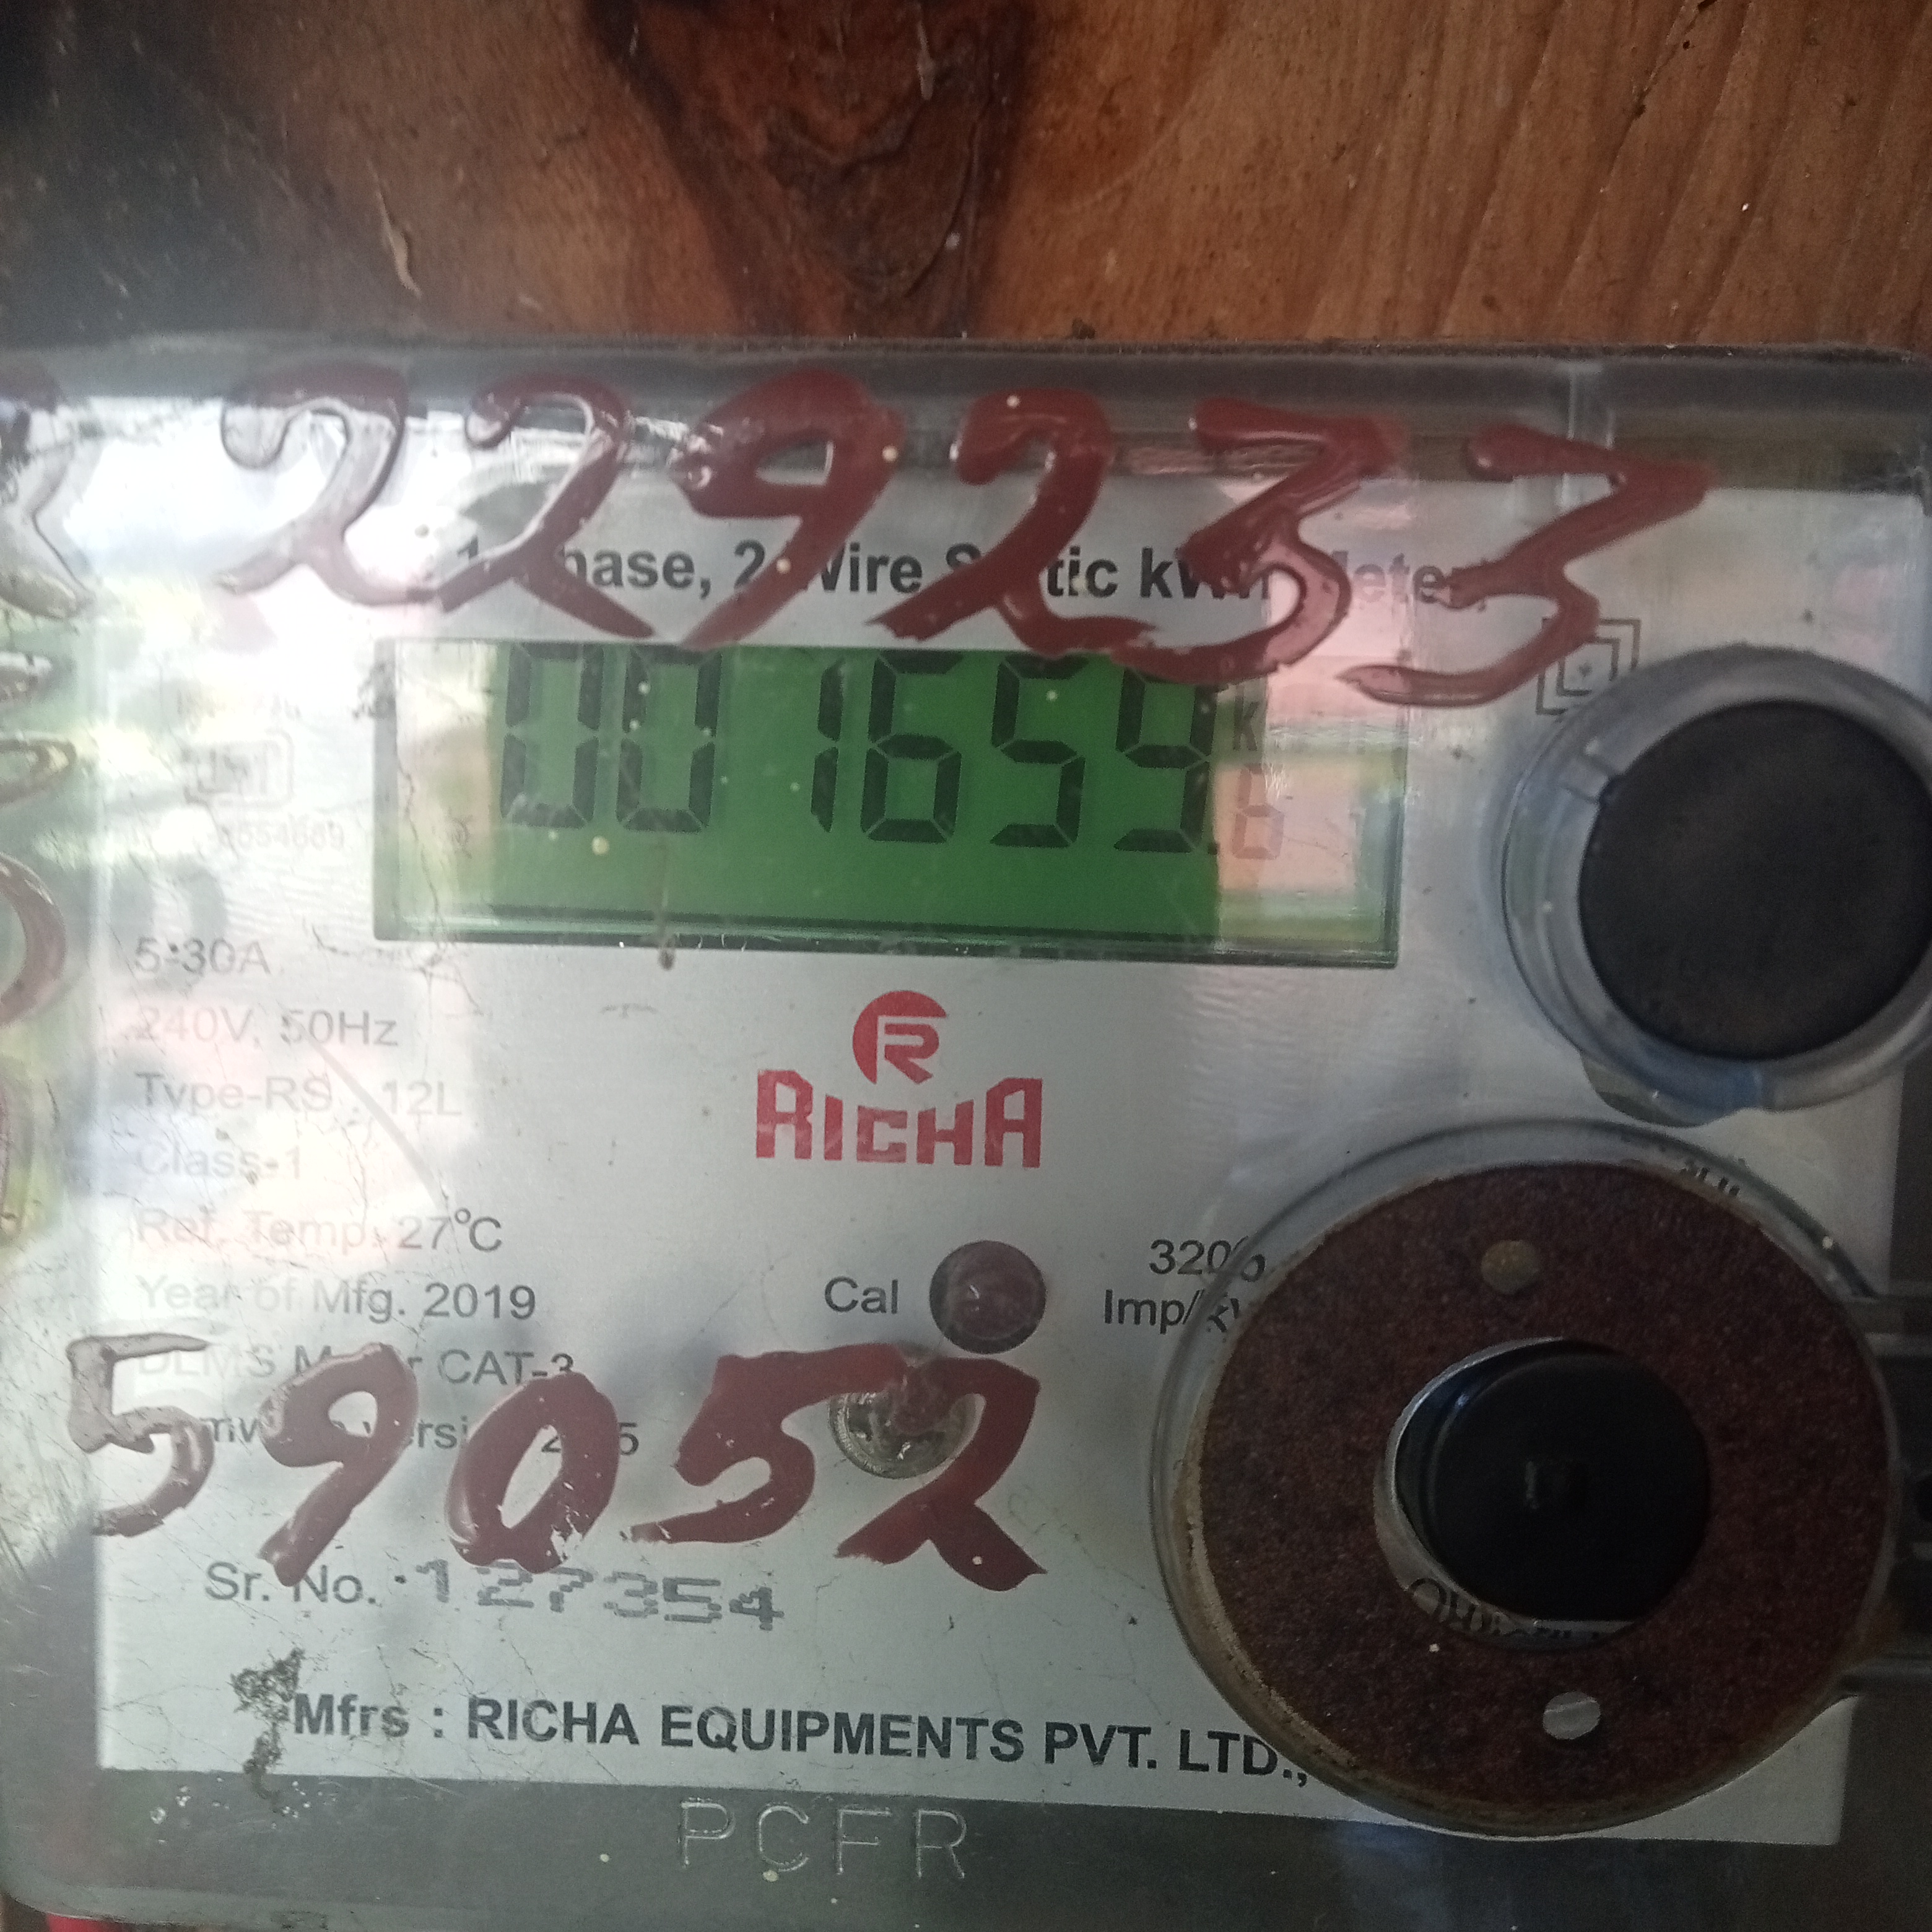 229233
1 Phase, 2 Wire Static kWh Meter
001659.6
k
5-30A
240V, 50Hz
Type-RS 12L
Class-1
Ref. Temp. 27°C
Year of Mfg. 2019
DLMS Meter CAT-3
RICHA
Cal
3200
Imp/k
59052
Sr. No. 127354
Mfrs : RICHA EQUIPMENTS PVT. LTD.,
PCFR